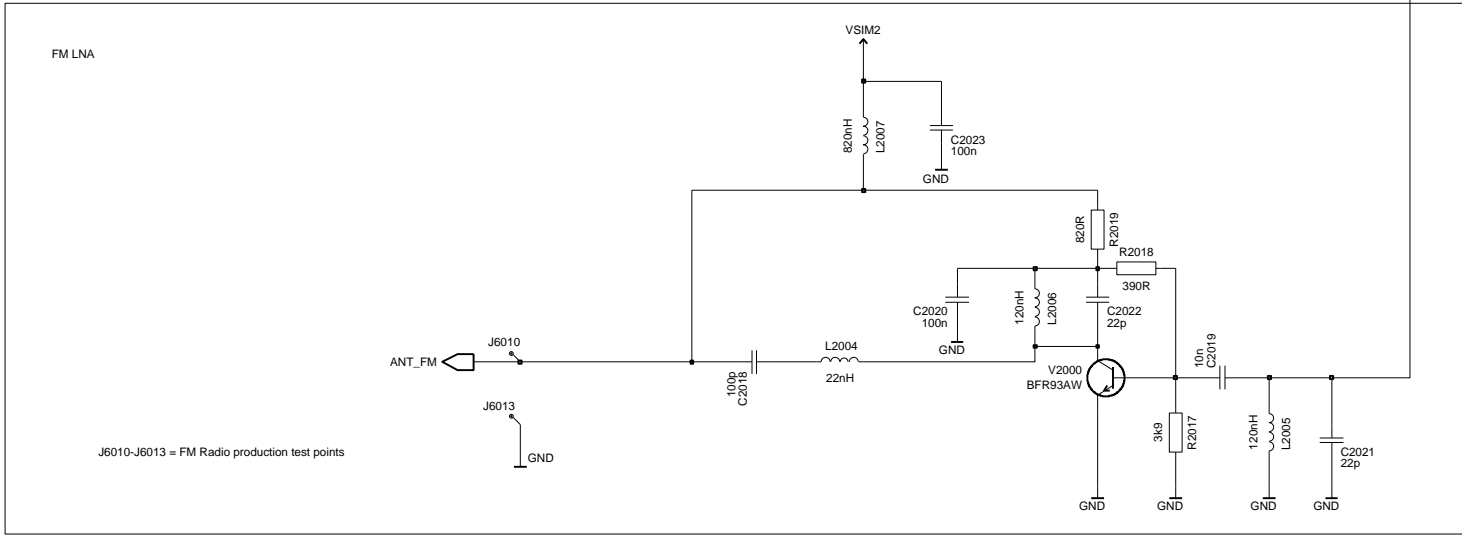 VSIM2
FM LNA
820nH
L2007
C2023
100n
GND
820R
R2019
R2018
390R
C2020
100n
GND
120nH
L2006
C2022
22p
10n
C2019
J6010
ANT_FM
100p
C2018
L2004
22nH
V2000
BFR93AW
J6013
GND
J6010-J6013 = FM Radio production test points
3k9
R2017
120nH
L2005
C2021
22p
GND
GND
GND
GND